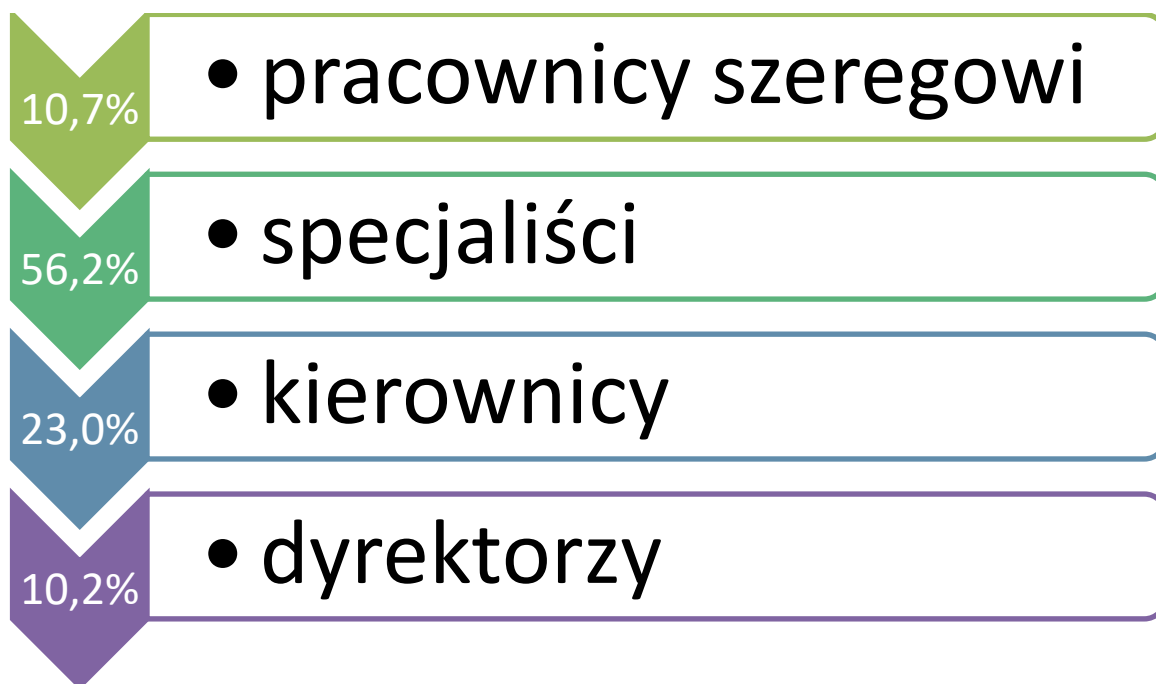 10,7%
• pracownicy szeregowi
56,2%
• specjaliści
23,0%
• kierownicy
10,2%
• dyrektorzy